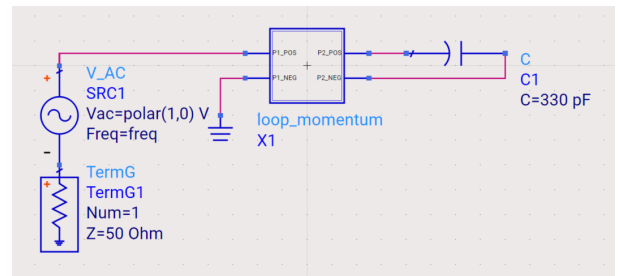 P1_POS
P2_POS
P1_NEG
P2_NEG
+
V_AC
SRC1
Vac=polar(1,0) V
Freq=freq
-
loop_momentum
X1
C
C1
C=330 pF
+
TermG
TermG1
Num=1
Z=50 Ohm